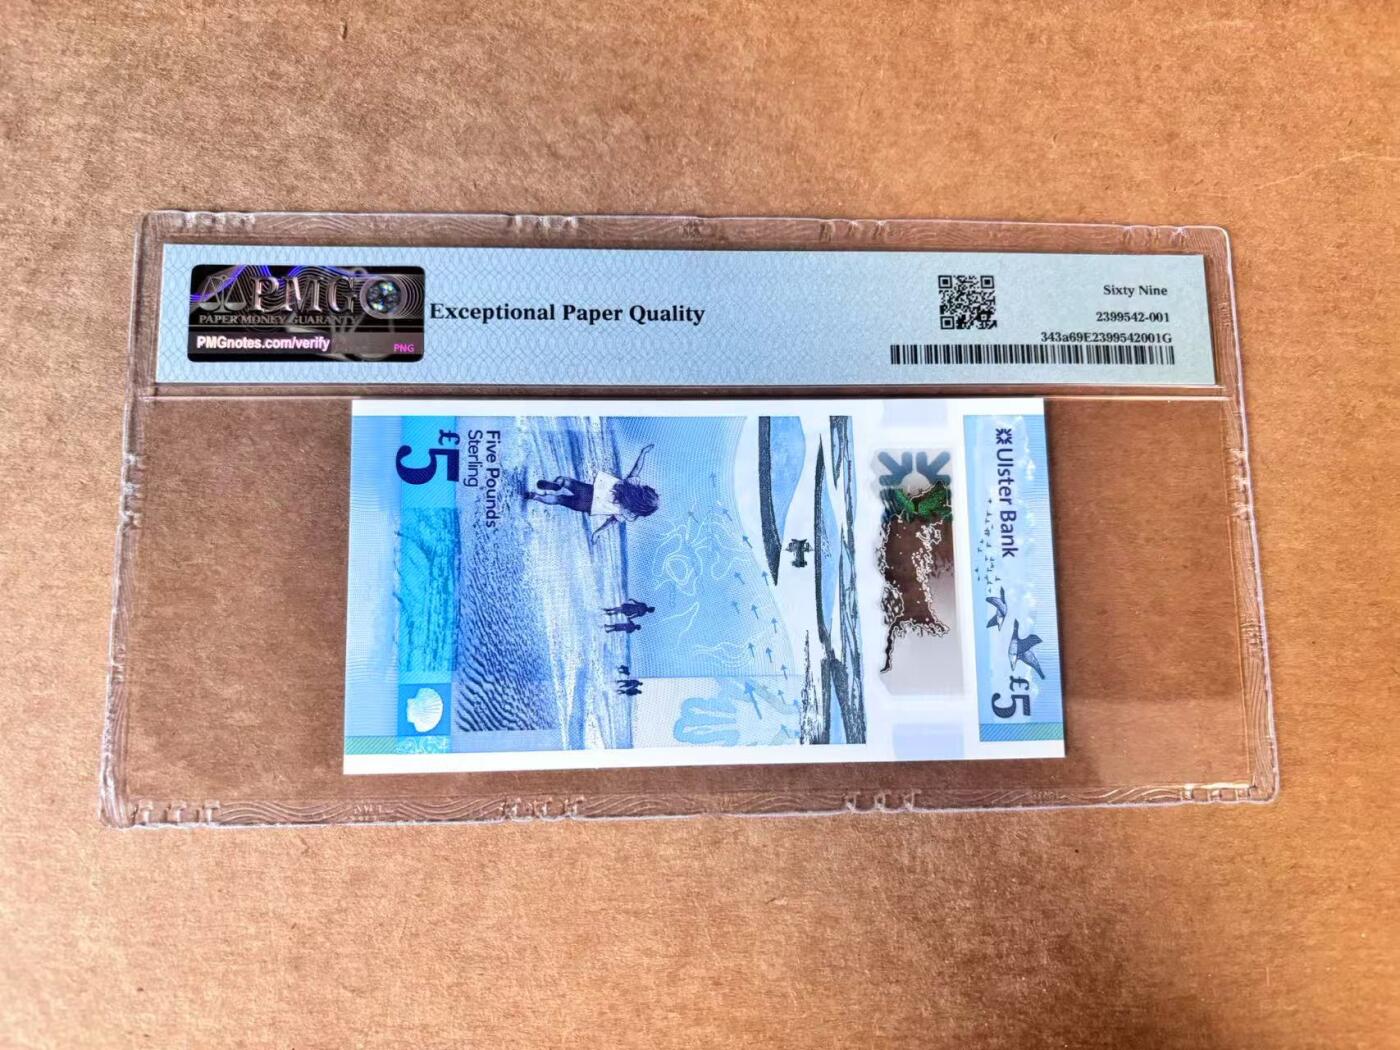 PMG
PAPER MONEY GUARANTY
PMGnotes.com/verify
PNG
Exceptional Paper Quality
Sixty Nine
2399542-001
343a69E2399542001G
Ulster Bank
£5
Five Pounds
Sterling
£5